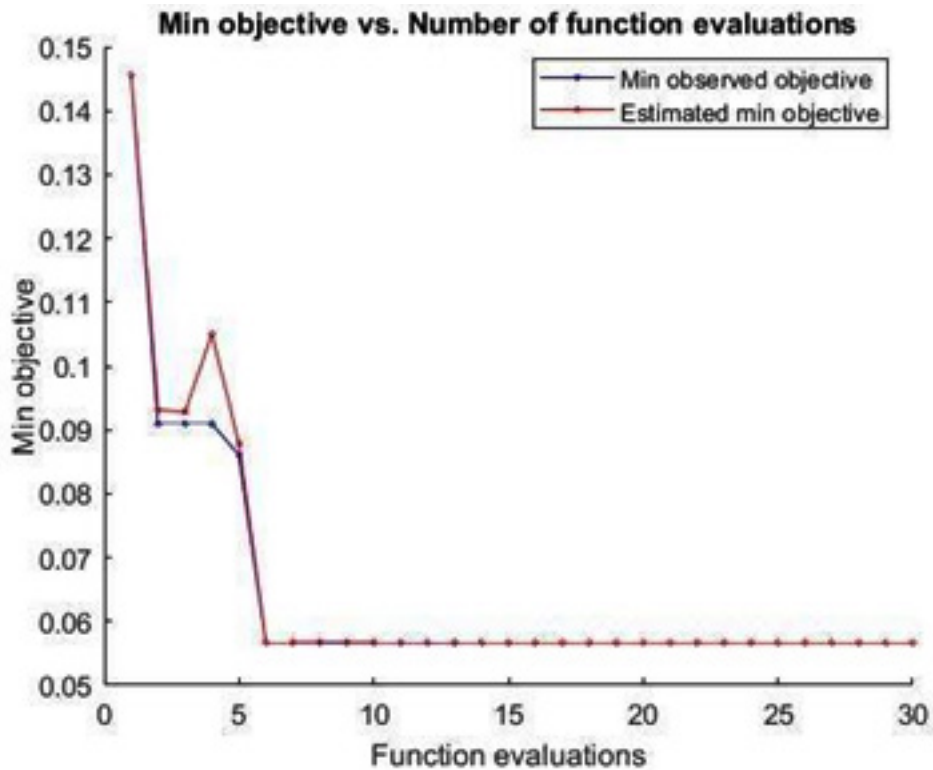 Min objective vs. Number of function evaluations
Min observed objective
Estimated min objective
0.15
0.14
0.13
0.12
0.11
0.1
0.09
0.08
0.07
0.06
0.05
Min objective
0 5 10 15 20 25 30
Function evaluations